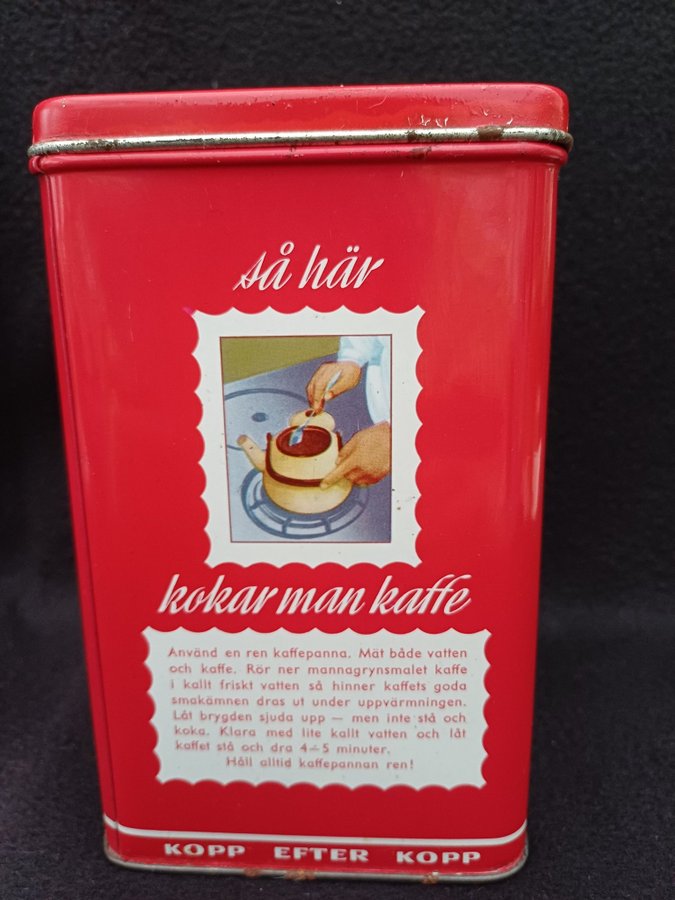 så här
kokar man kaffe
Använd en ren kaffepanna. Mät både vatten
och kaffe. Rör ner mannagrynsmalet kaffe
i kallt friskt vatten så hinner kaffets goda
smakämnen dras ut under uppvärmningen.
Låt brygden sjuda upp — men inte stå och
koka. Klara med lite kallt vatten och låt
kaffet stå och dra 4÷5 minuter.
Håll alltid kaffepannan ren!
KOPP EFTER KOPP